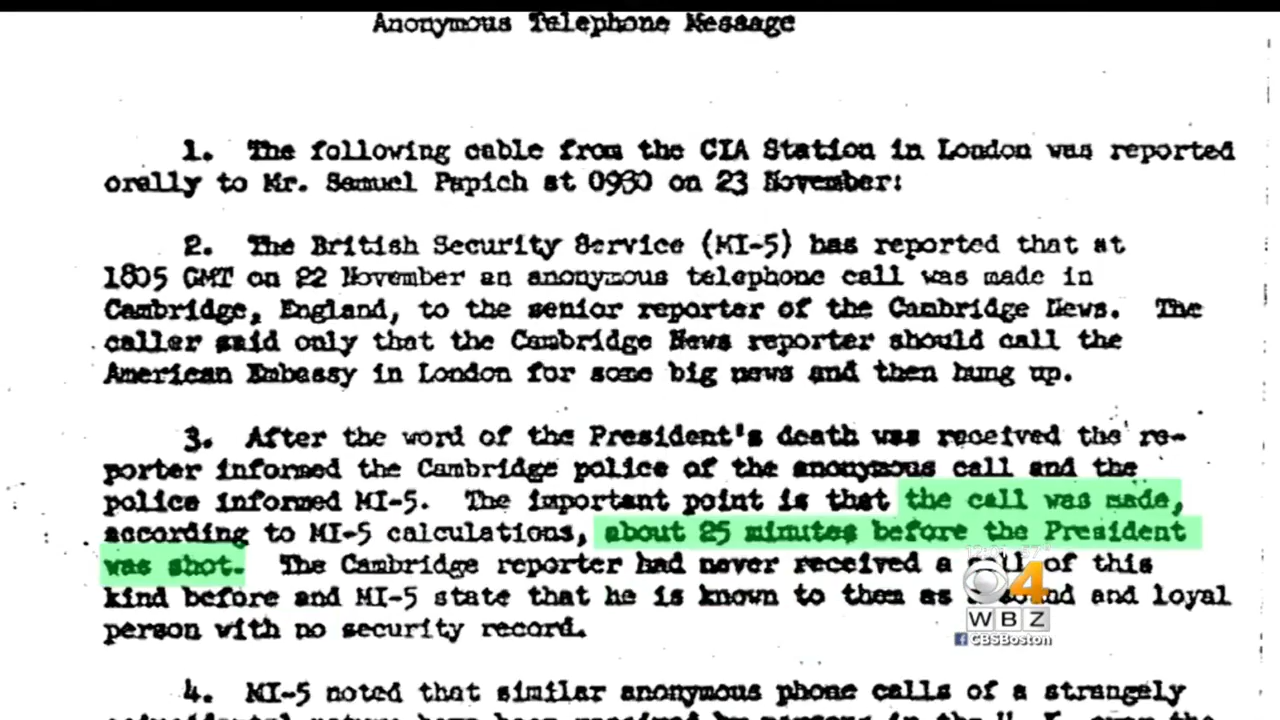 Anonymous Telephone Message
1. The following cable from the CIA Station in London was reported
orally to Mr. Samuel Papich at 0930 on 23 November:
2. The British Security Service (MI-5) has reported that at
1805 GMT on 22 November an anonymous telephone call was made in
Cambridge, England, to the senior reporter of the Cambridge News. The
caller said only that the Cambridge News reporter should call the
American Embassy in London for some big news and then hung up.
3. After the word of the President's death was received the re-
porter informed the Cambridge police of the anonymous call and the
police informed MI-5. The important point is that the call was made,
according to MI-5 calculations, about 25 minutes before the President
was shot. The Cambridge reporter had never received a call of this
kind before and MI-5 state that he is known to them as a and loyal
person with no security record.
4. MI-5 noted that similar anonymous phone calls of a strangely
4
WBZ
CBSBoston